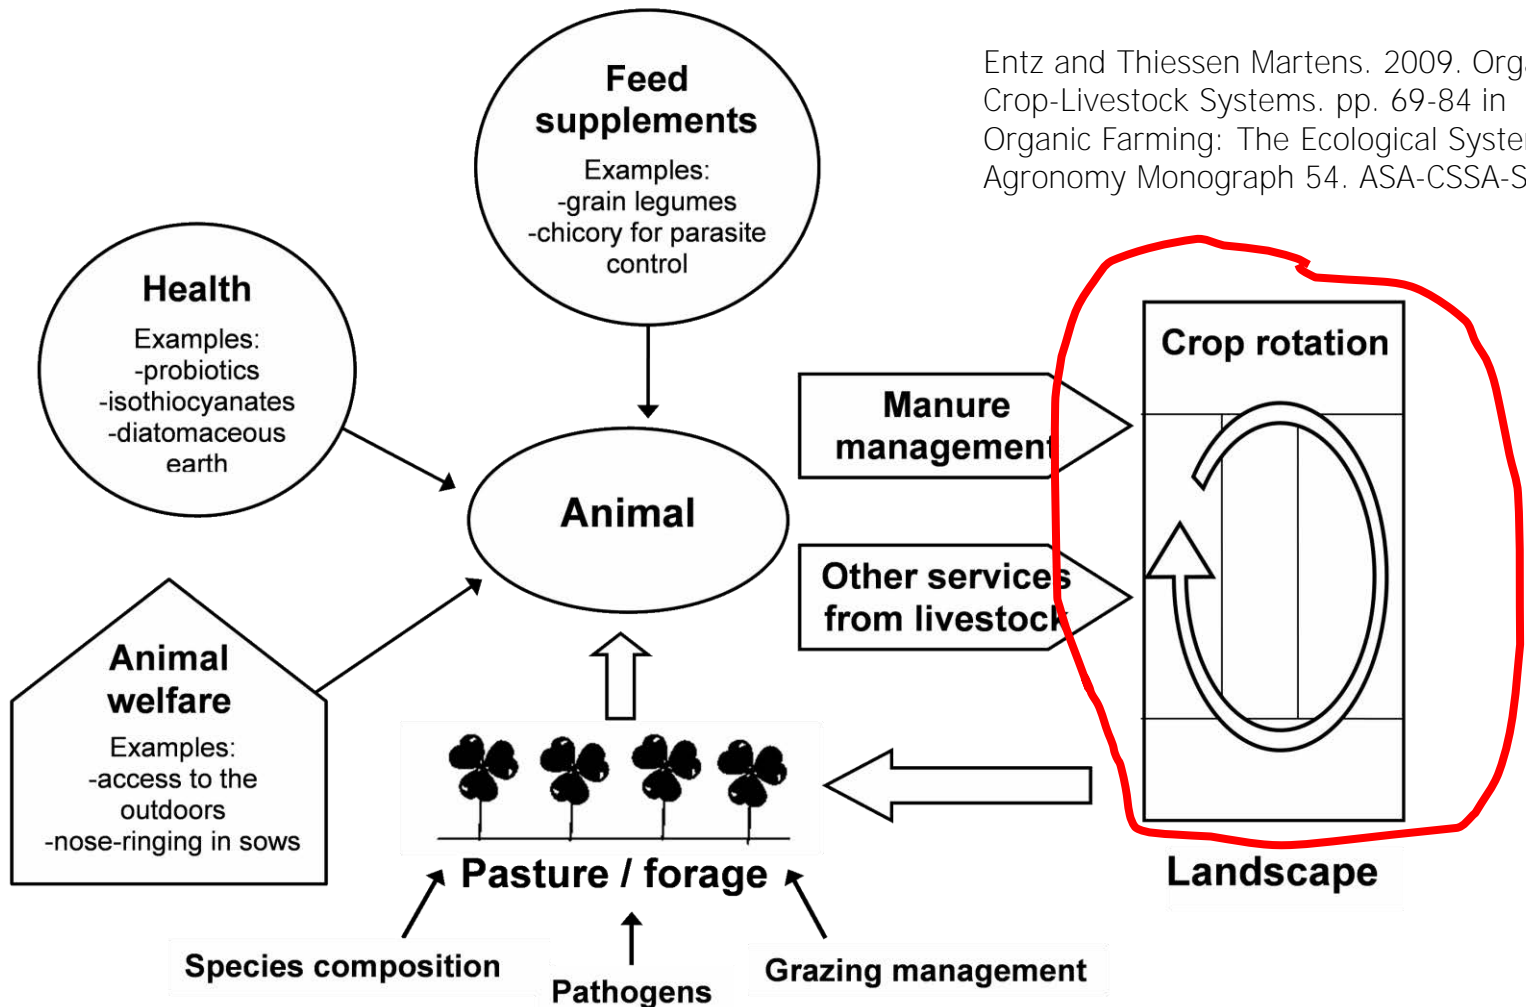 Entz and Thiessen Martens. 2009. Orga
Crop-Livestock Systems. pp. 69-84 in
Organic Farming: The Ecological System
Agronomy Monograph 54. ASA-CSSA-S
Feed
supplements
Examples:
-grain legumes
-chicory for parasite
control
Health
Examples:
-probiotics
-isothiocyanates
-diatomaceous
earth
Animal
Manure
management
Other services
from livestock
Crop rotation
Landscape
Animal
welfare
Examples:
-access to the
outdoors
-nose-ringing in sows
Pasture / forage
Species composition
Pathogens
Grazing management